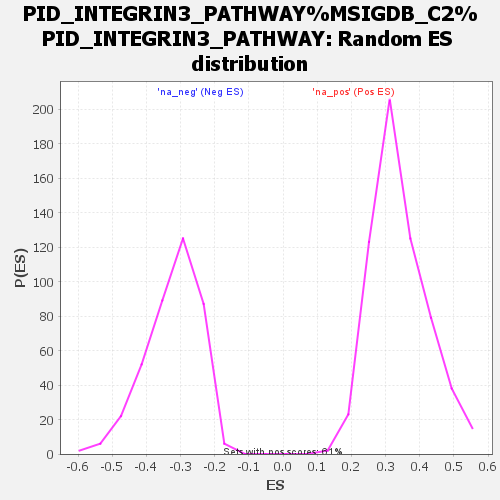 PID_INTEGRIN3_PATHWAY%MSIGDB_C2%
PID_INTEGRIN3_PATHWAY: Random ES
distribution
'na_neg' (Neg ES) 'na_pos' (Pos ES)
P(ES)
200
180
160
140
120
100
80
60
40
20
0
Sets with pos scores: 61%
-0.6 -0.5 -0.4 -0.3 -0.2 -0.1 0.0 0.1 0.2 0.3 0.4 0.5 0.6
ES